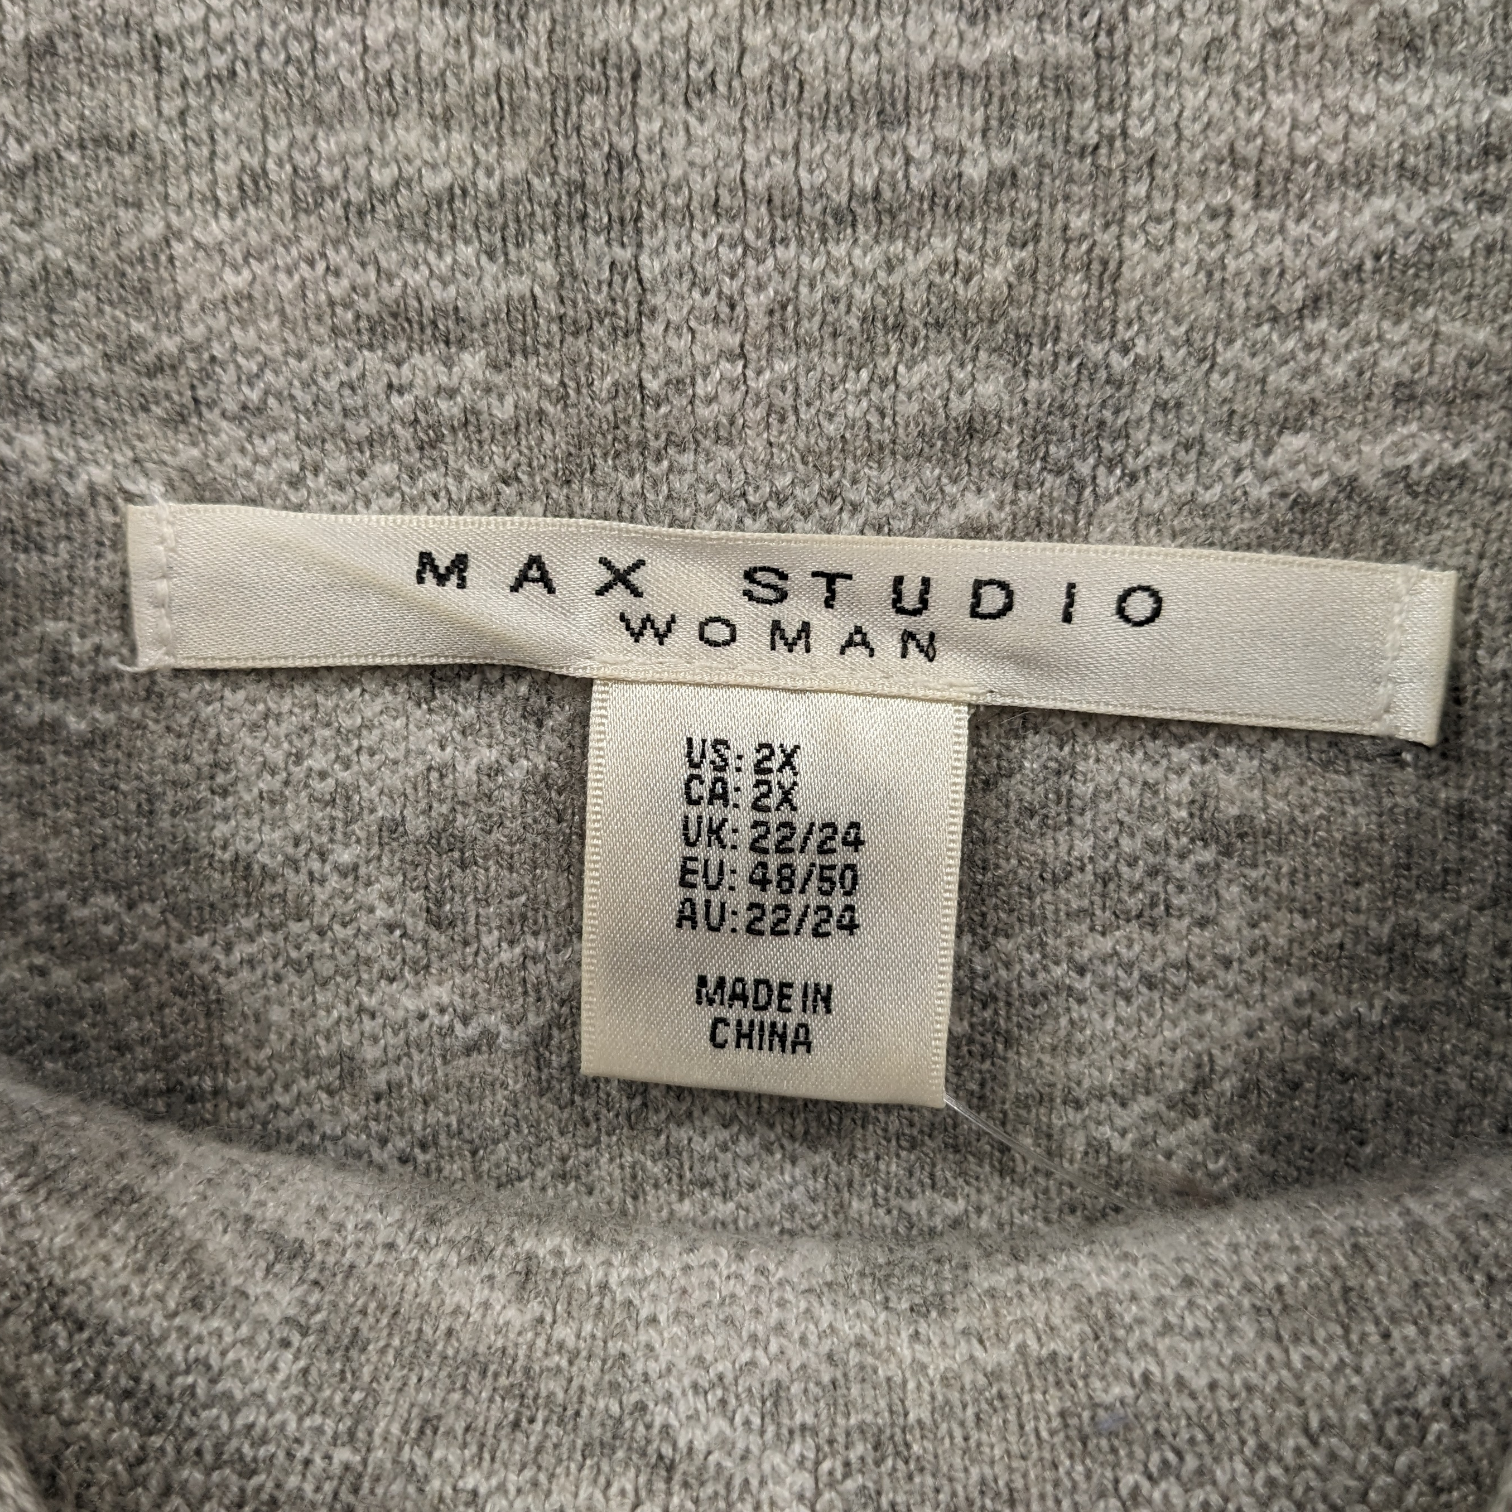 MAX STUDIO
WOMAN
US: 2X
CA: 2X
UK: 22/24
EU: 48/50
AU: 22/24
MADE IN
CHINA